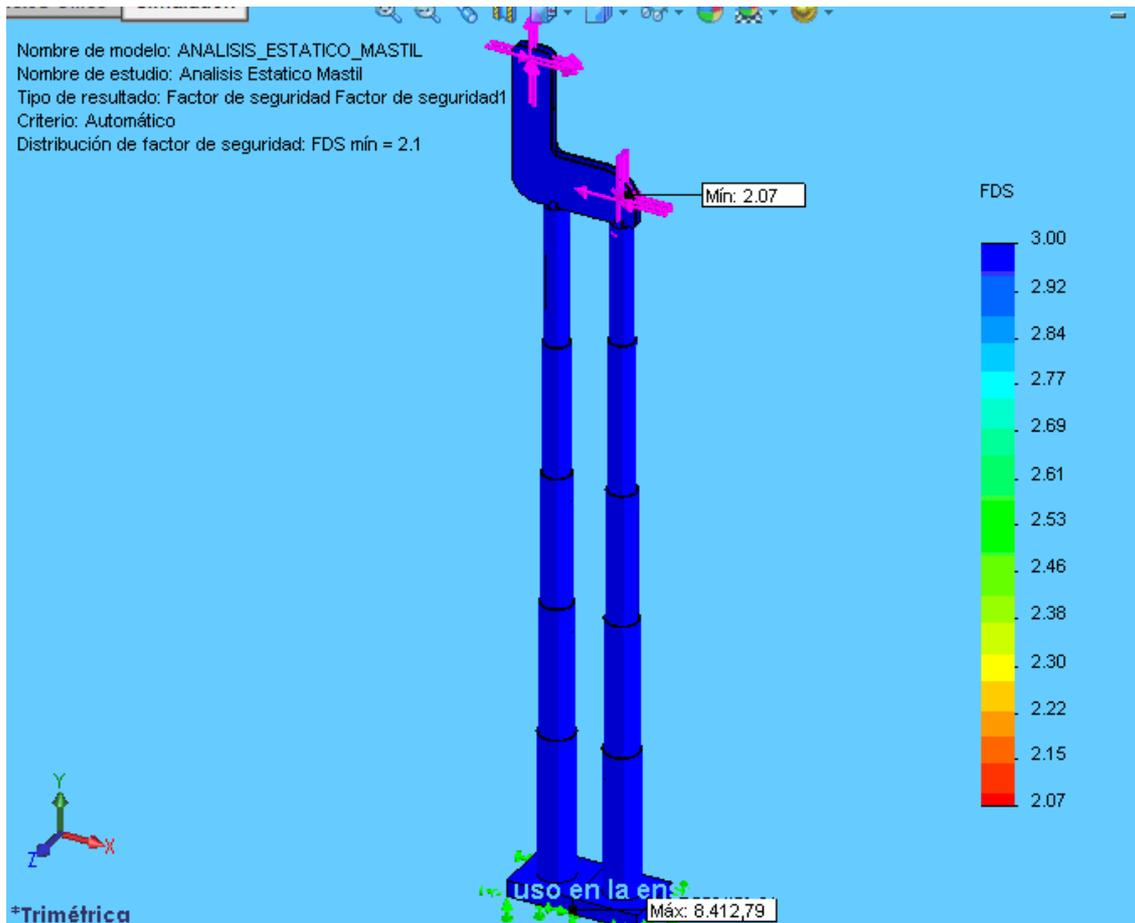 Simulation
Nombre de modelo: ANALISIS_ESTATICO_MASTIL
Nombre de estudio: Analisis Estatico Mastil
Tipo de resultado: Factor de seguridad Factor de seguridad1
Criterio: Automático
Distribución de factor de seguridad: FDS mín = 2.1
Mín: 2.07
FDS
3.00
2.92
2.84
2.77
2.69
2.61
2.53
2.46
2.38
2.30
2.22
2.15
2.07
Y
X
Z
uso en la ens
Máx: 8.412,79
*Trimétrica